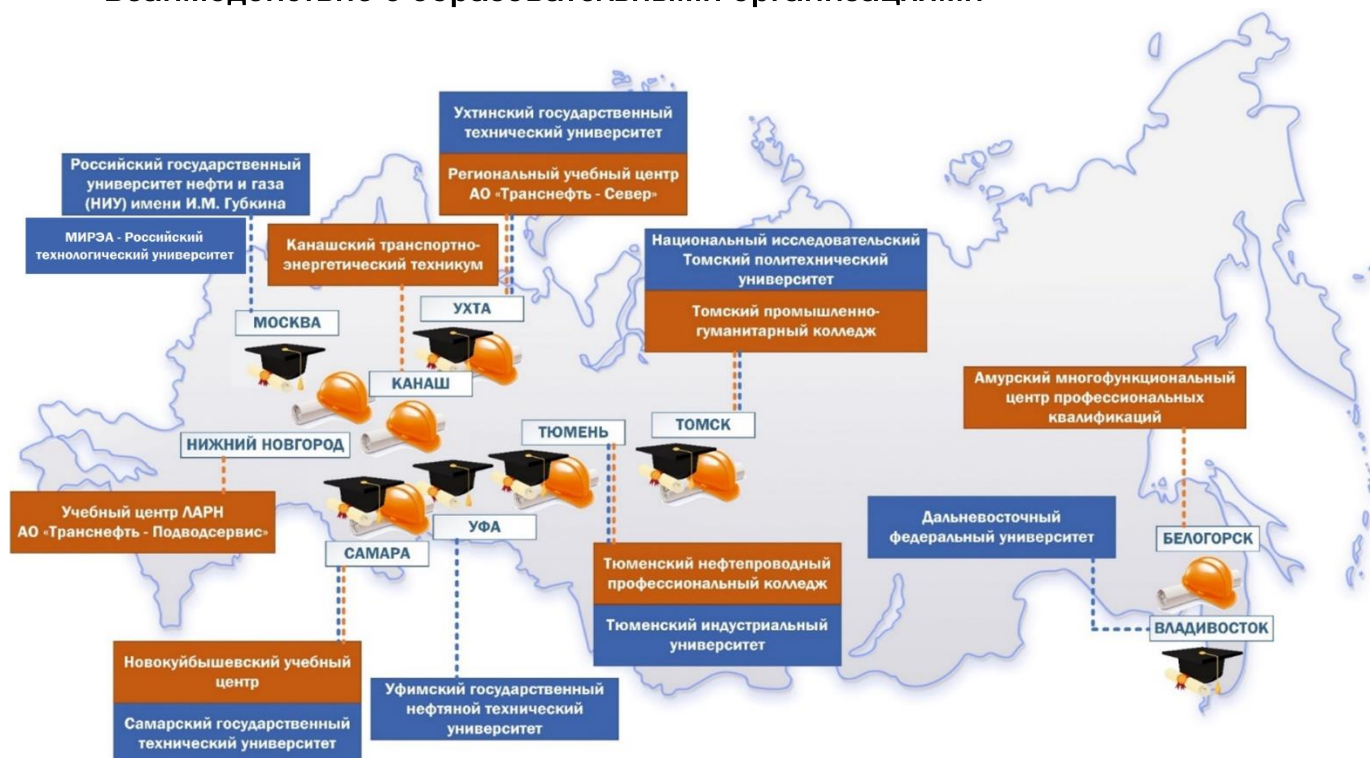 Взаимодействие с образовательными организациями
Ухтинский государственный
технический университет
Региональный учебный центр
АО «Транснефть - Север»
Российский государственный
университет нефти и газа
(НИУ) имени И.М. Губкина
МИРЭА - Российский
технологический университет
Канашский транспортно-
энергетический техникум
Национальный исследовательский
Томский политехнический
университет
Томский промышленно-
гуманитарный колледж
МОСКВА
УХТА
КАНАШ
Амурский многофункциональный
центр профессиональных
квалификаций
НИЖНИЙ НОВГОРОД
ТЮМЕНЬ
ТОМСК
Учебный центр ЛАРН
АО «Транснефть - Подводсервис»
УФА
САМАРА
Дальневосточный
федеральный университет
БЕЛОГОРСК
Тюменский нефтепроводный
профессиональный колледж
Тюменский индустриальный
университет
ВЛАДИВОСТОК
Новокуйбышевский учебный
центр
Самарский государственный
технический университет
Уфимский государственный
нефтяной технический
университет